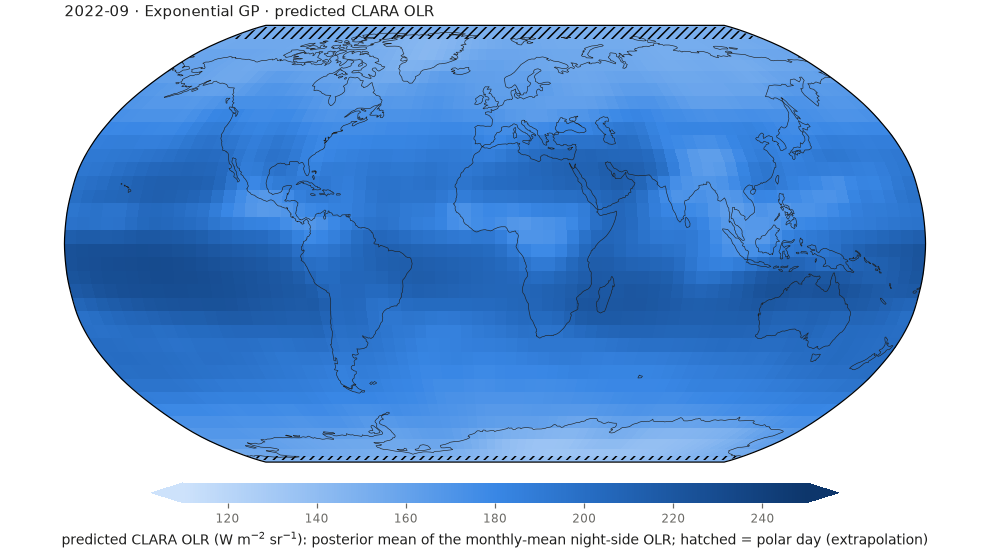 2022-09 · Exponential GP · predicted CLARA OLR
120 140 160 180 200 220 240
predicted CLARA OLR (W m⁻² sr⁻¹): posterior mean of the monthly-mean night-side OLR; hatched = polar day (extrapolation)